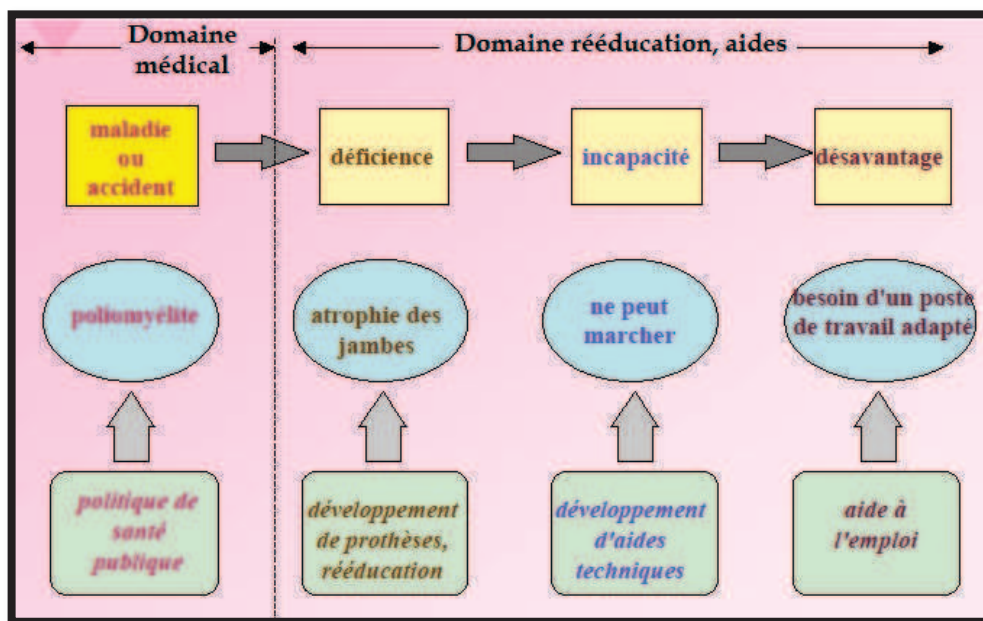 Domaine
médical
Domaine rééducation, aides
maladie
ou
accident
déficience
incapacité
désavantage
poliomyélite
atrophie des
jambes
ne peut
marcher
besoin d'un poste
de travail adapté
politique de
santé
publique
développement
de prothèses,
rééducation
développement
d'aides
techniques
aide à
l'emploi